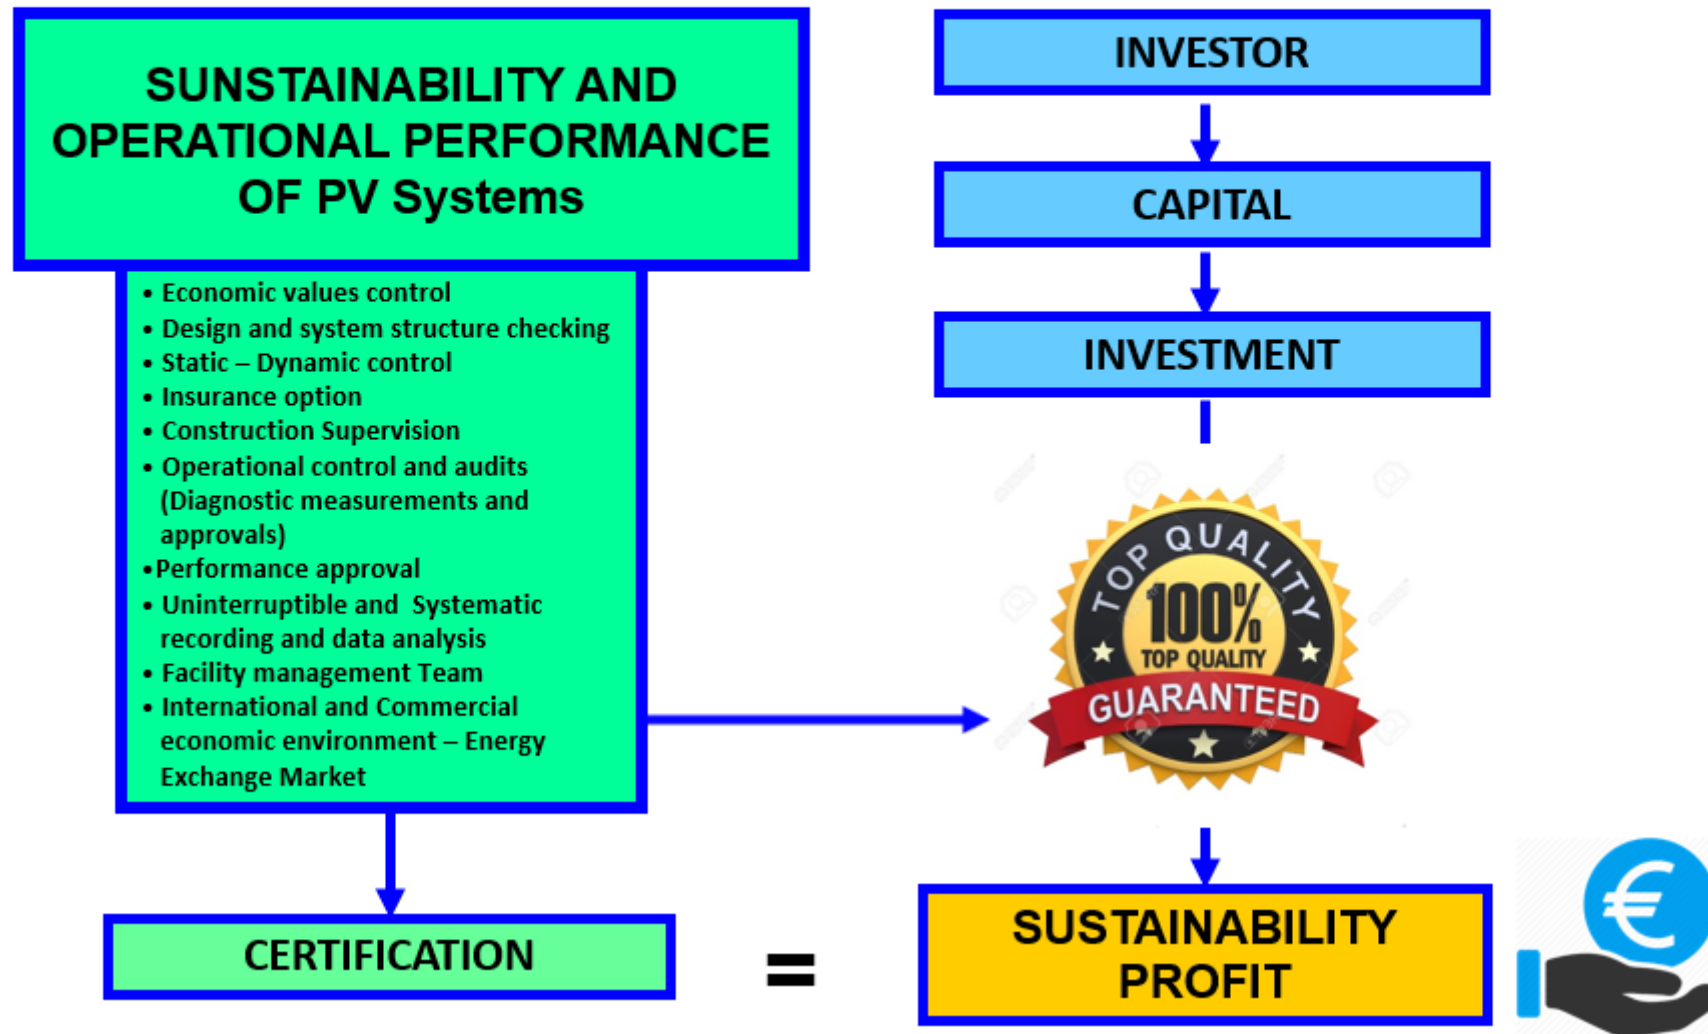 SUNSTAINABILITY AND
OPERATIONAL PERFORMANCE
OF PV Systems
• Economic values control
• Design and system structure checking
• Static – Dynamic control
• Insurance option
• Construction Supervision
• Operational control and audits
(Diagnostic measurements and
approvals)
•Performance approval
• Uninterruptible and Systematic
recording and data analysis
• Facility management Team
• International and Commercial
economic environment – Energy
Exchange Market
CERTIFICATION
=
INVESTOR
CAPITAL
INVESTMENT
TOP QUALITY
100%
TOP QUALITY
GUARANTEED
SUSTAINABILITY
PROFIT
€